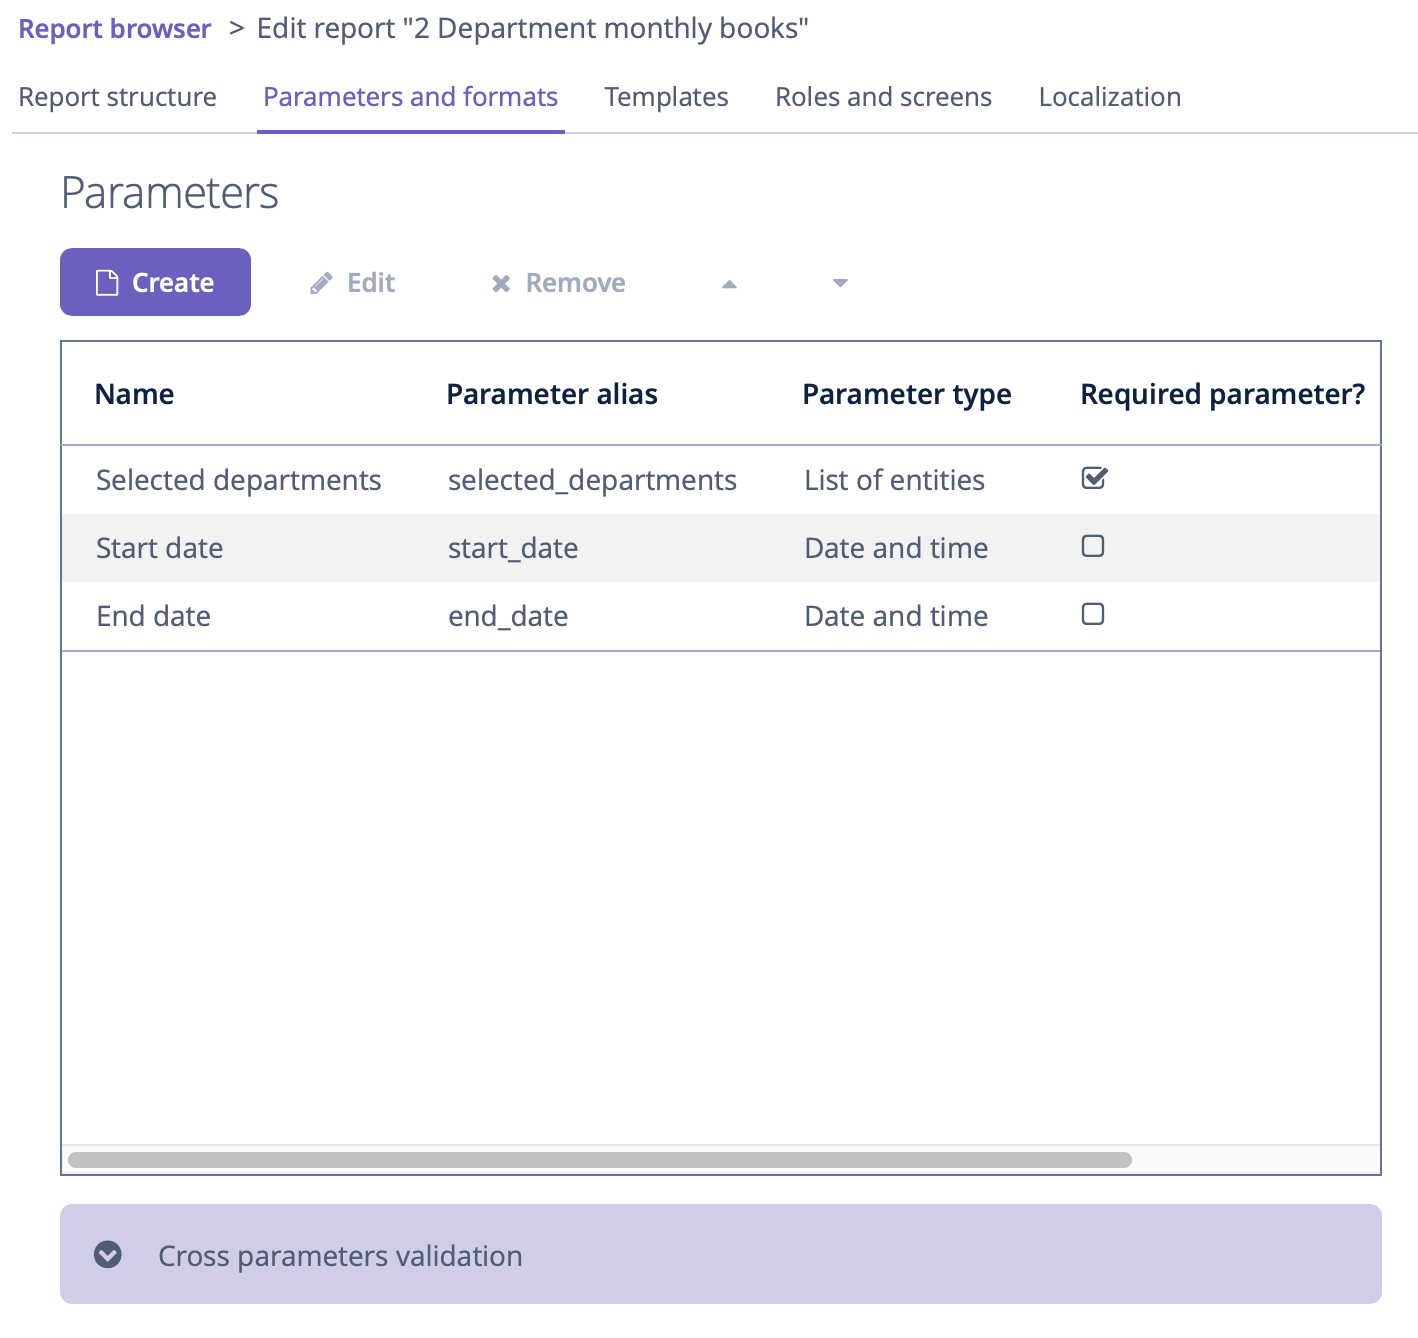 Report browser > Edit report "2 Department monthly books"
Report structure Parameters and formats Templates Roles and screens Localization
Parameters
Create Edit Remove
Name Parameter alias Parameter type Required parameter?
Selected departments selected_departments List of entities
Start date start_date Date and time
End date end_date Date and time
Cross parameters validation